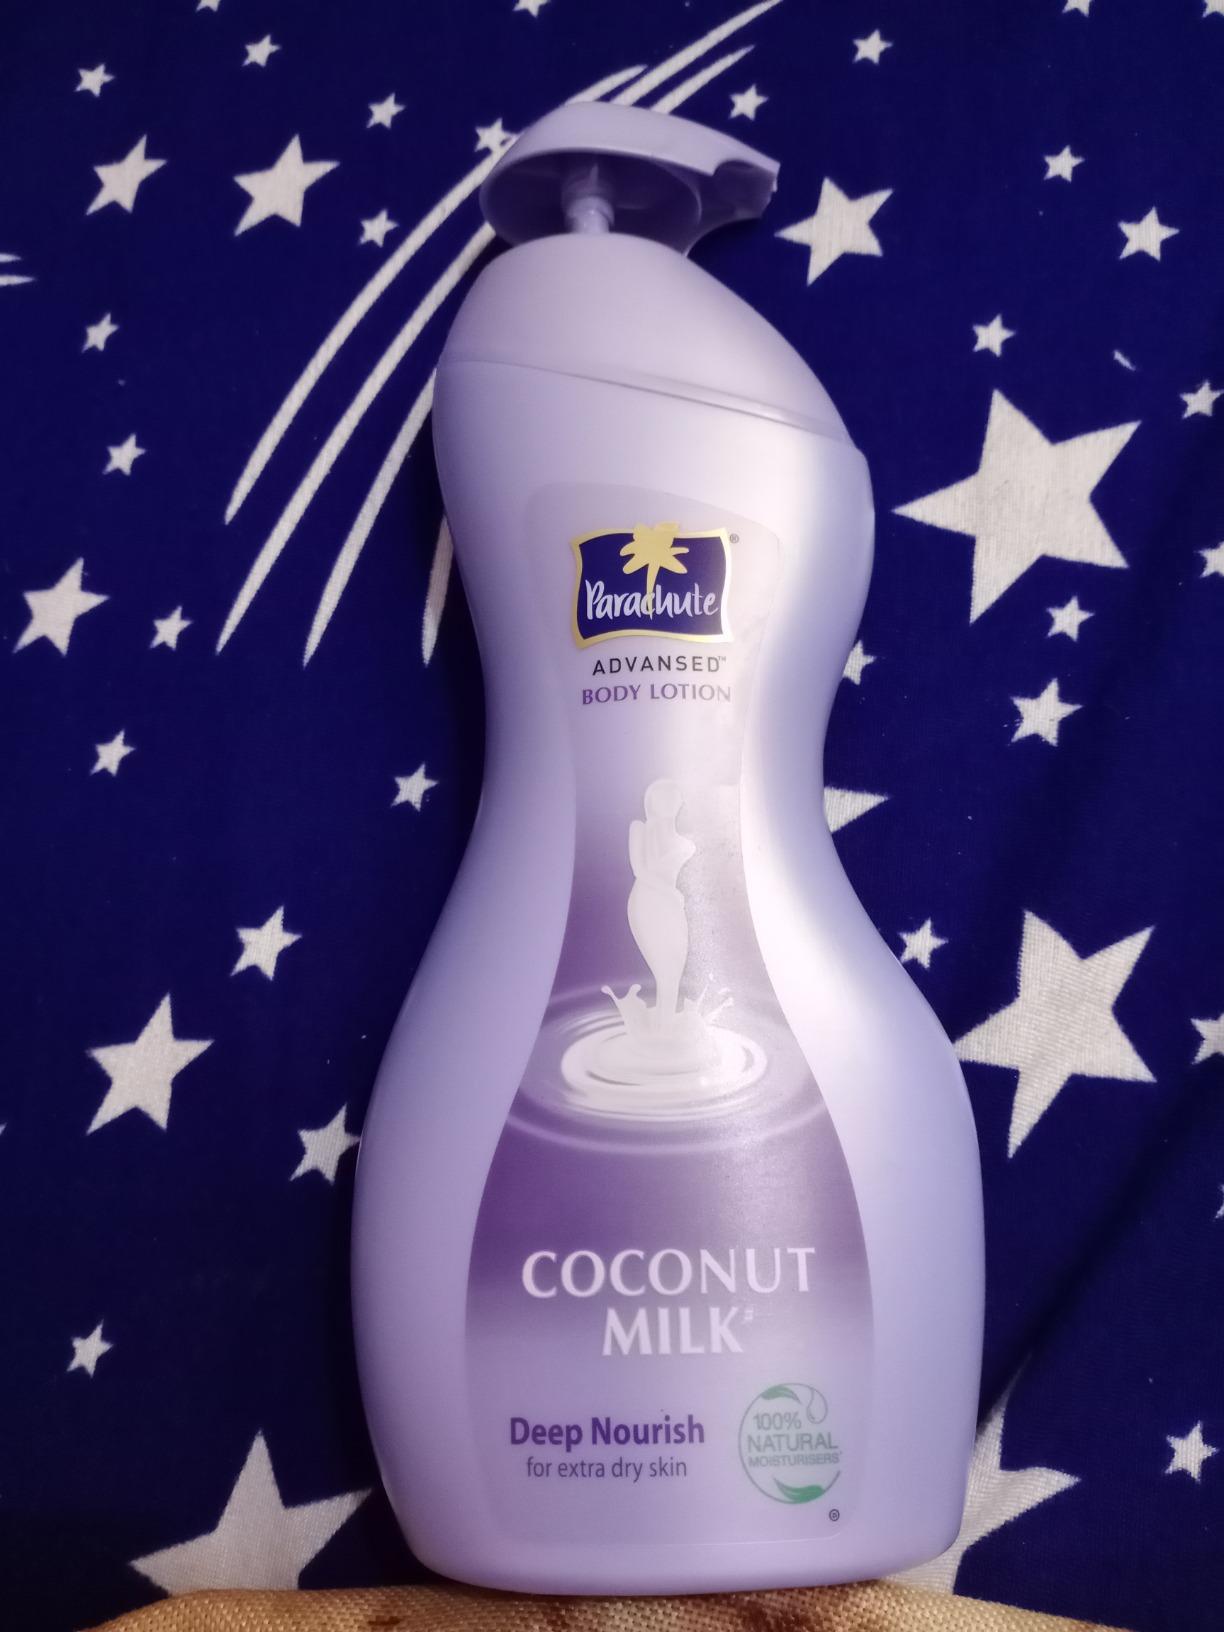 Parachute®
ADVANSED™
BODY LOTION
COCONUT
MILK
Deep Nourish
for extra dry skin
100%
NATURAL
MOISTURISERS